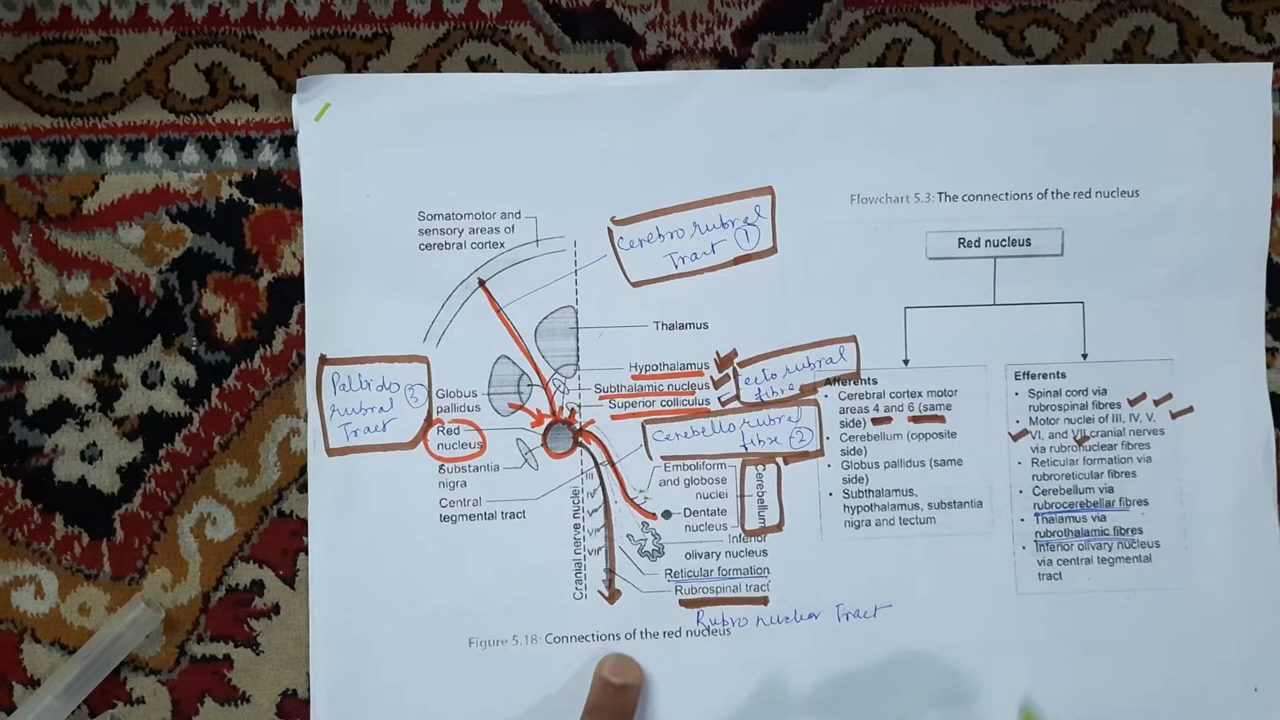 Flowchart 5.3: The connections of the red nucleus
Somatomotor and
sensory areas of
cerebral cortex
Cerebro rubral
Tract 1
Thalamus
Hypothalamus
Subthalamic nucleus
Superior colliculus
Tecto rubral
fibre
Pallido
rubral 3
Tract
Globus
pallidus
Red
nucleus
Substantia
nigra
Central
tegmental tract
Cerebello rubral
fibre 2
Emboliform
and globose
nuclei
Dentate
nucleus
Cerebellum
Inferior
olivary nucleus
Reticular formation
Rubrospinal tract
Cranial nerve nuclei
III
IV
V
VI
VII
Rubro nuclear Tract
Figure 5.18: Connections of the red nucleus
Red nucleus
Afferents
• Cerebral cortex motor
areas 4 and 6 (same
side)
• Cerebellum (opposite
side)
• Globus pallidus (same
side)
• Subthalamus,
hypothalamus, substantia
nigra and tectum
Efferents
• Spinal cord via
rubrospinal fibres
• Motor nuclei of III, IV, V,
VI, and VII cranial nerves
via rubronuclear fibres
• Reticular formation via
rubroreticular fibres
• Cerebellum via
rubrocerebellar fibres
• Thalamus via
rubrothalamic fibres
• Inferior olivary nucleus
via central tegmental
tract